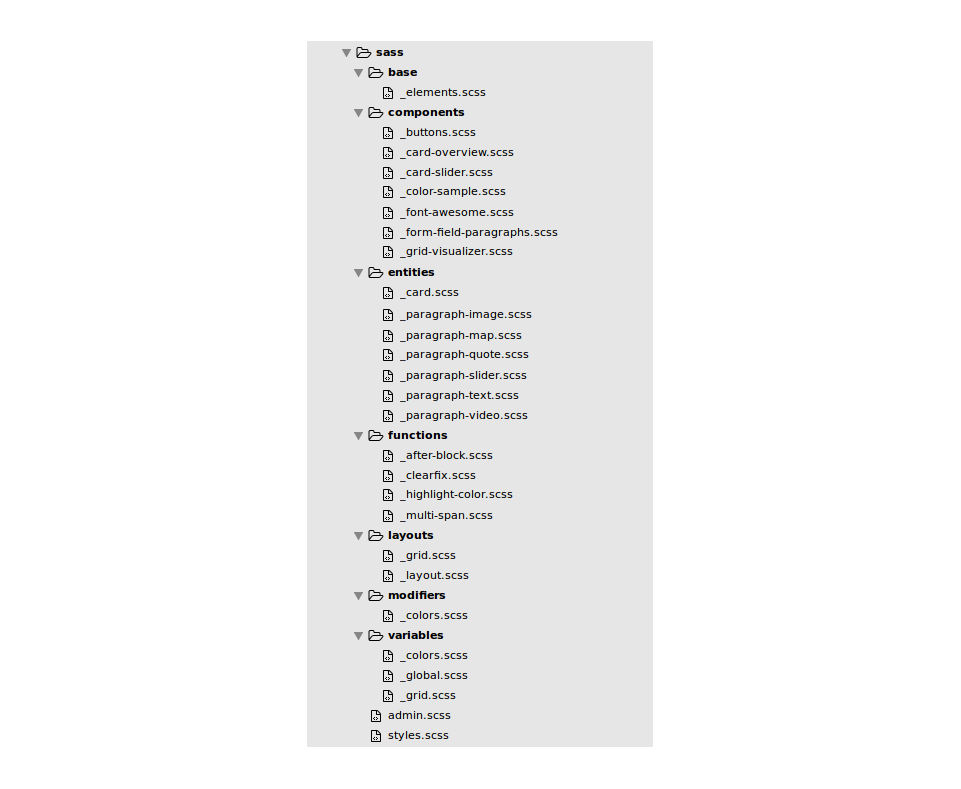 sass
base
_elements.scss
components
_buttons.scss
_card-overview.scss
_card-slider.scss
_color-sample.scss
_font-awesome.scss
_form-field-paragraphs.scss
_grid-visualizer.scss
entities
_card.scss
_paragraph-image.scss
_paragraph-map.scss
_paragraph-quote.scss
_paragraph-slider.scss
_paragraph-text.scss
_paragraph-video.scss
functions
_after-block.scss
_clearfix.scss
_highlight-color.scss
_multi-span.scss
layouts
_grid.scss
_layout.scss
modifiers
_colors.scss
variables
_colors.scss
_global.scss
_grid.scss
admin.scss
styles.scss